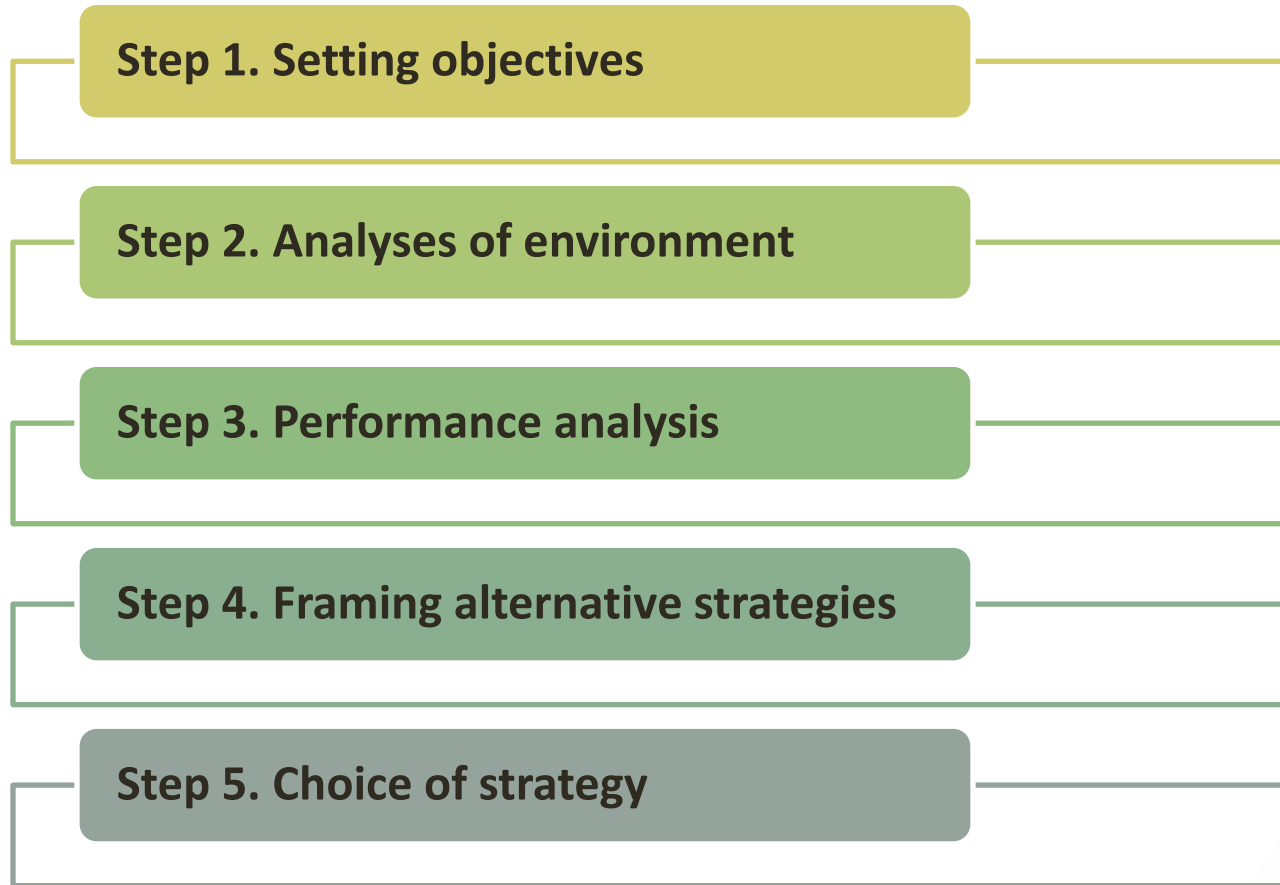 Step 1. Setting objectives
Step 2. Analyses of environment
Step 3. Performance analysis
Step 4. Framing alternative strategies
Step 5. Choice of strategy